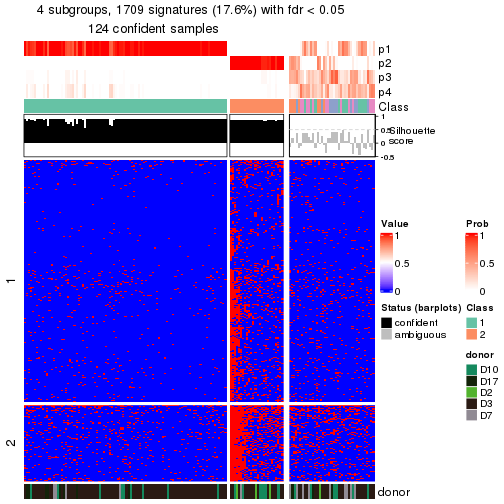 4 subgroups, 1709 signatures (17.6%) with fdr < 0.05
124 confident samples
p1
p2
p3
p4
Class
1
0.5
0
-0.5
Silhouette
score
1
2
donor
Value
1
0.5
0
Prob
1
0.5
0
Status (barplots)
confident
ambiguous
Class
1
2
donor
D10
D17
D2
D3
D7